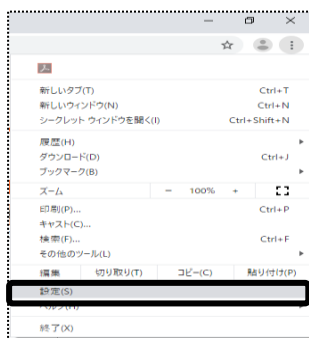 新しいタブ(T) Ctrl+T
新しいウィンドウ(N) Ctrl+N
シークレット ウィンドウを開く(I) Ctrl+Shift+N
履歴(H)
ダウンロード(D) Ctrl+J
ブックマーク(B)
ズーム － 100% +
印刷(P)... Ctrl+P
キャスト(C)...
検索(F)... Ctrl+F
その他のツール(L)
編集 切り取り(T) コピー(C) 貼り付け(P)
設定(S)
ヘルプ(H)
終了(X)